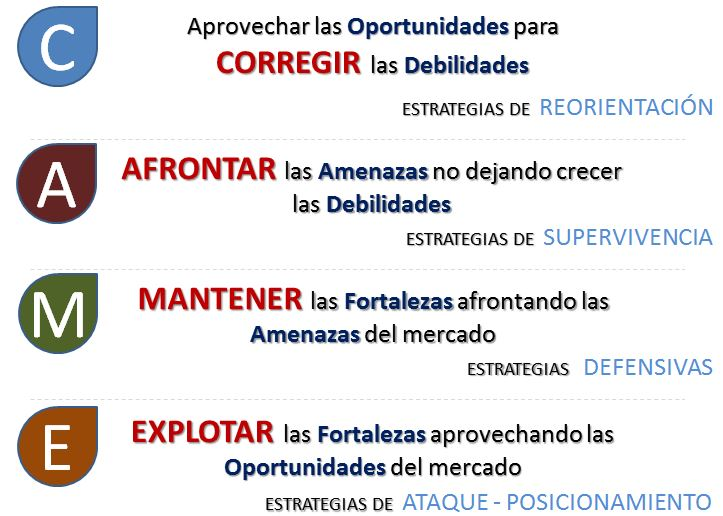 C
Aprovechar las Oportunidades para
CORREGIR las Debilidades
ESTRATEGIAS DE REORIENTACIÓN
A
AFRONTAR las Amenazas no dejando crecer
las Debilidades
ESTRATEGIAS DE SUPERVIVENCIA
M
MANTENER las Fortalezas afrontando las
Amenazas del mercado
ESTRATEGIAS DEFENSIVAS
E
EXPLOTAR las Fortalezas aprovechando las
Oportunidades del mercado
ESTRATEGIAS DE ATAQUE - POSICIONAMIENTO